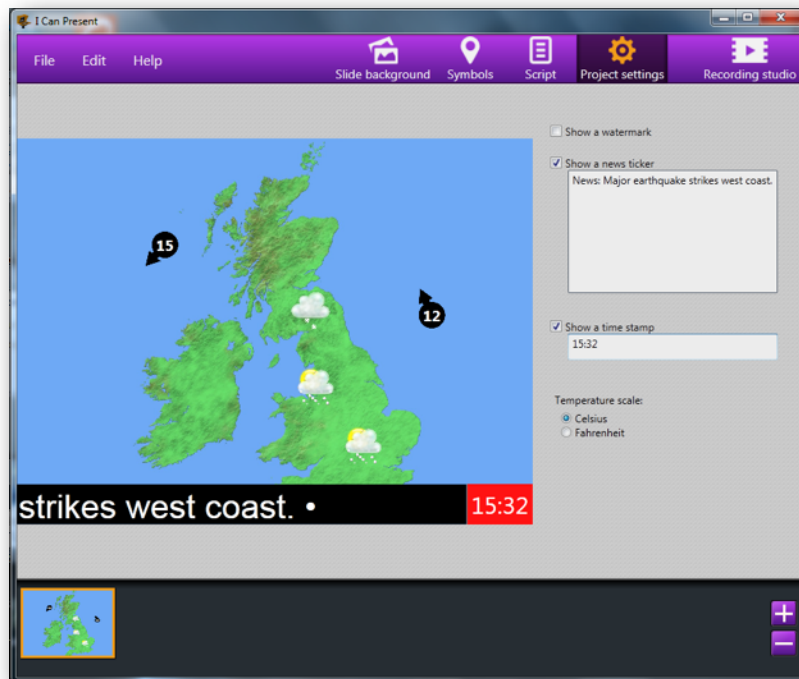 I Can Present
File Edit Help Slide background Symbols Script Project settings Recording studio
Show a watermark
Show a news ticker
News: Major earthquake strikes west coast.
15
12
Show a time stamp
15:32
Temperature scale:
Celsius
Fahrenheit
strikes west coast. • 15:32